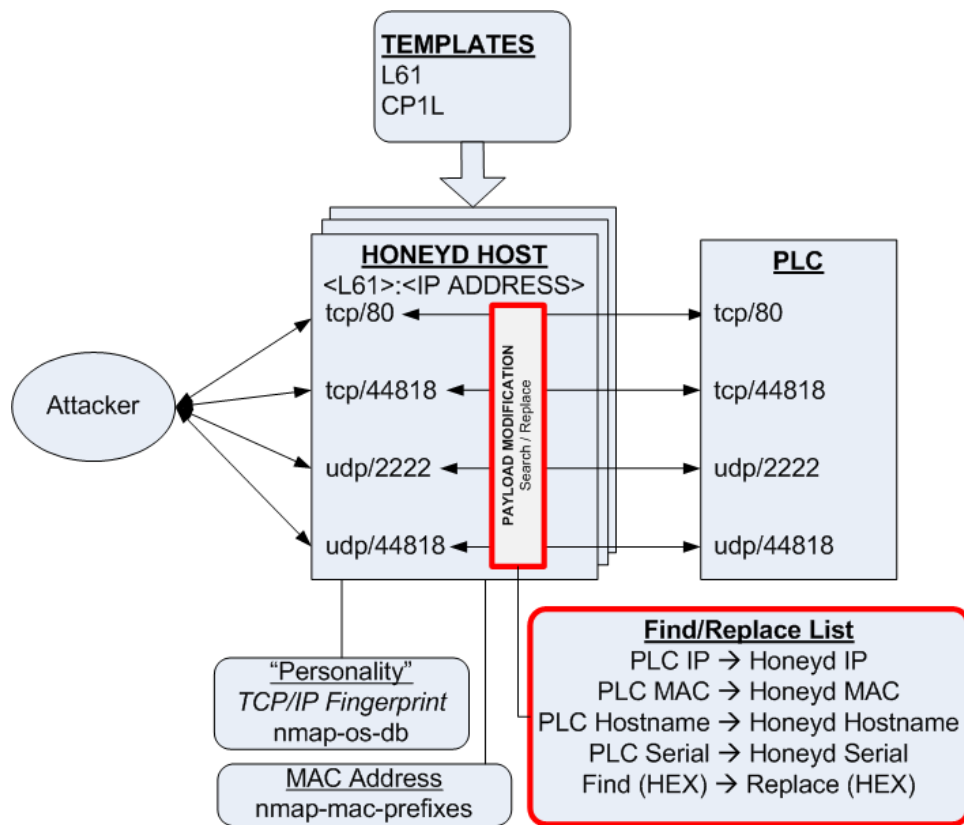 TEMPLATES
L61
CP1L
HONEYD HOST
<L61>:<IP ADDRESS>
tcp/80
tcp/44818
udp/2222
udp/44818
PAYLOAD MODIFICATION
Search / Replace
PLC
tcp/80
tcp/44818
udp/2222
udp/44818
Attacker
"Personality"
TCP/IP Fingerprint
nmap-os-db
MAC Address
nmap-mac-prefixes
Find/Replace List
PLC IP → Honeyd IP
PLC MAC → Honeyd MAC
PLC Hostname → Honeyd Hostname
PLC Serial → Honeyd Serial
Find (HEX) → Replace (HEX)